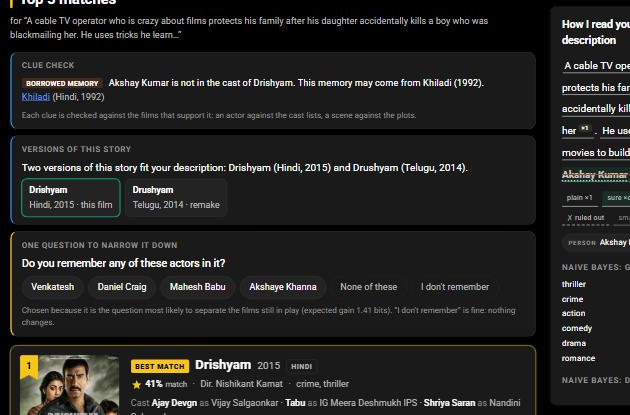 Top 5 matches
for "A cable TV operator who is crazy about films protects his family after his daughter accidentally kills a boy who was
blackmailing her. He uses tricks he learn..."
CLUE CHECK
BORROWED MEMORY Akshay Kumar is not in the cast of Drishyam. This memory may come from Khiladi (1992).
Khiladi (Hindi, 1992)
Each clue is checked against the films that support it: an actor against the cast lists, a scene against the plots.
VERSIONS OF THIS STORY
Two versions of this story fit your description: Drishyam (Hindi, 2015) and Drushyam (Telugu, 2014).
Drishyam
Hindi, 2015 · this film
Drushyam
Telugu, 2014 · remake
ONE QUESTION TO NARROW IT DOWN
Do you remember any of these actors in it?
Venkatesh Daniel Craig Mahesh Babu Akshaye Khanna None of these I don't remember
Chosen because it is the question most likely to separate the films still in play (expected gain 1.41 bits). "I don't remember" is fine: nothing
changes.
1
BEST MATCH Drishyam 2015 HINDI
41% match · Dir. Nishikant Kamat · crime, thriller
Cast Ajay Devgn as Vijay Salgaonkar · Tabu as IG Meera Deshmukh IPS · Shriya Saran as Nandini
How I read you
description
A cable TV ope
protects his far
accidentally kil
her ×1 . He use
movies to build
Akshay Kumar
plain ×1 sure ×
✗ ruled out
PERSON Akshay
NAIVE BAYES: G
thriller
crime
action
comedy
drama
romance
NAIVE BAYES: D